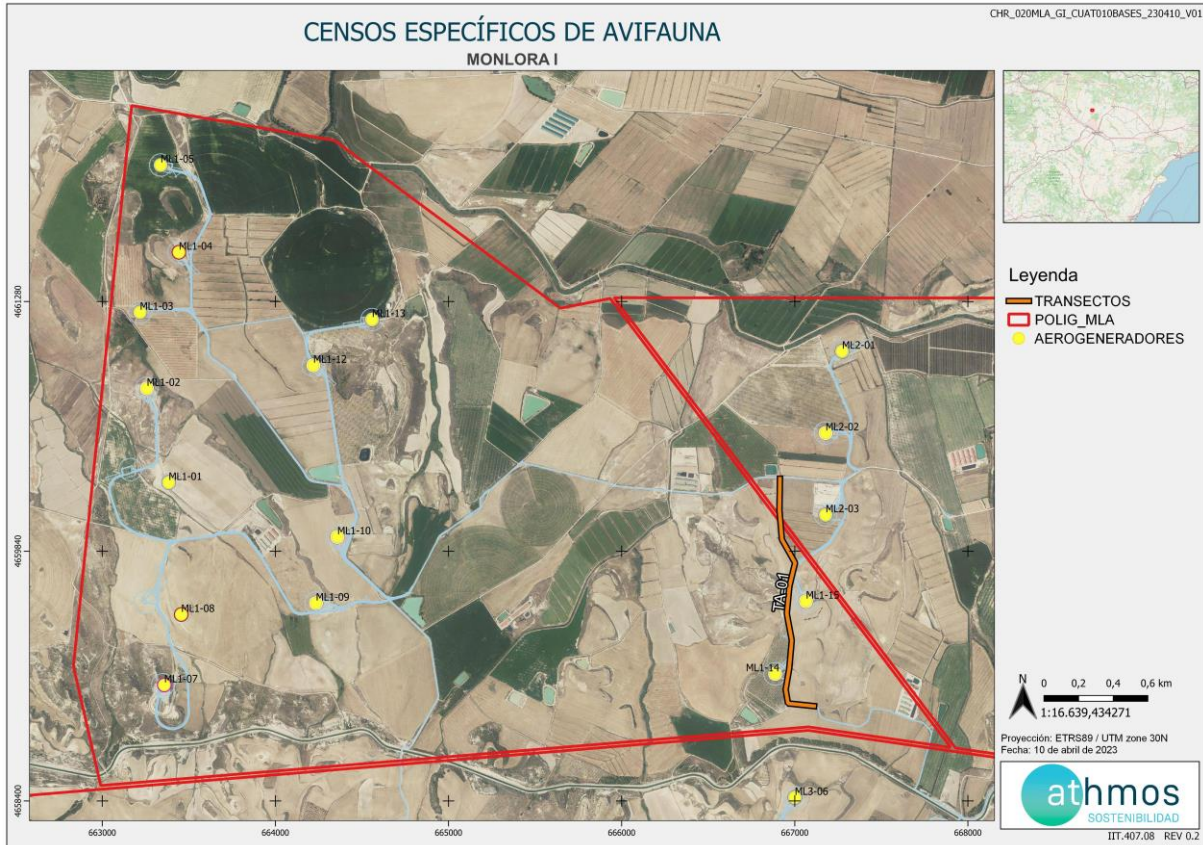 CHR_020MLA_GI_CUAT010BASES_230410_V01
CENSOS ESPECÍFICOS DE AVIFAUNA
MONLORA I
ML1-05
ML1-04
ML1-03
ML1-13
ML1-12
ML1-02
ML1-01
ML1-10
ML1-09
ML1-08
ML1-07
ML2-01
ML2-02
ML2-03
TA-01
ML1-15
ML1-14
ML3-06
4661280
4659840
4658400
663000
664000
665000
666000
667000
668000
Leyenda
TRANSECTOS
POLIG_MLA
AEROGENERADORES
N
0 0,2 0,4 0,6 km
1:16.639,434271
Proyección: ETRS89 / UTM zone 30N
Fecha: 10 de abril de 2023
athmos
SOSTENIBILIDAD
IIT.407.08 REV 0.2